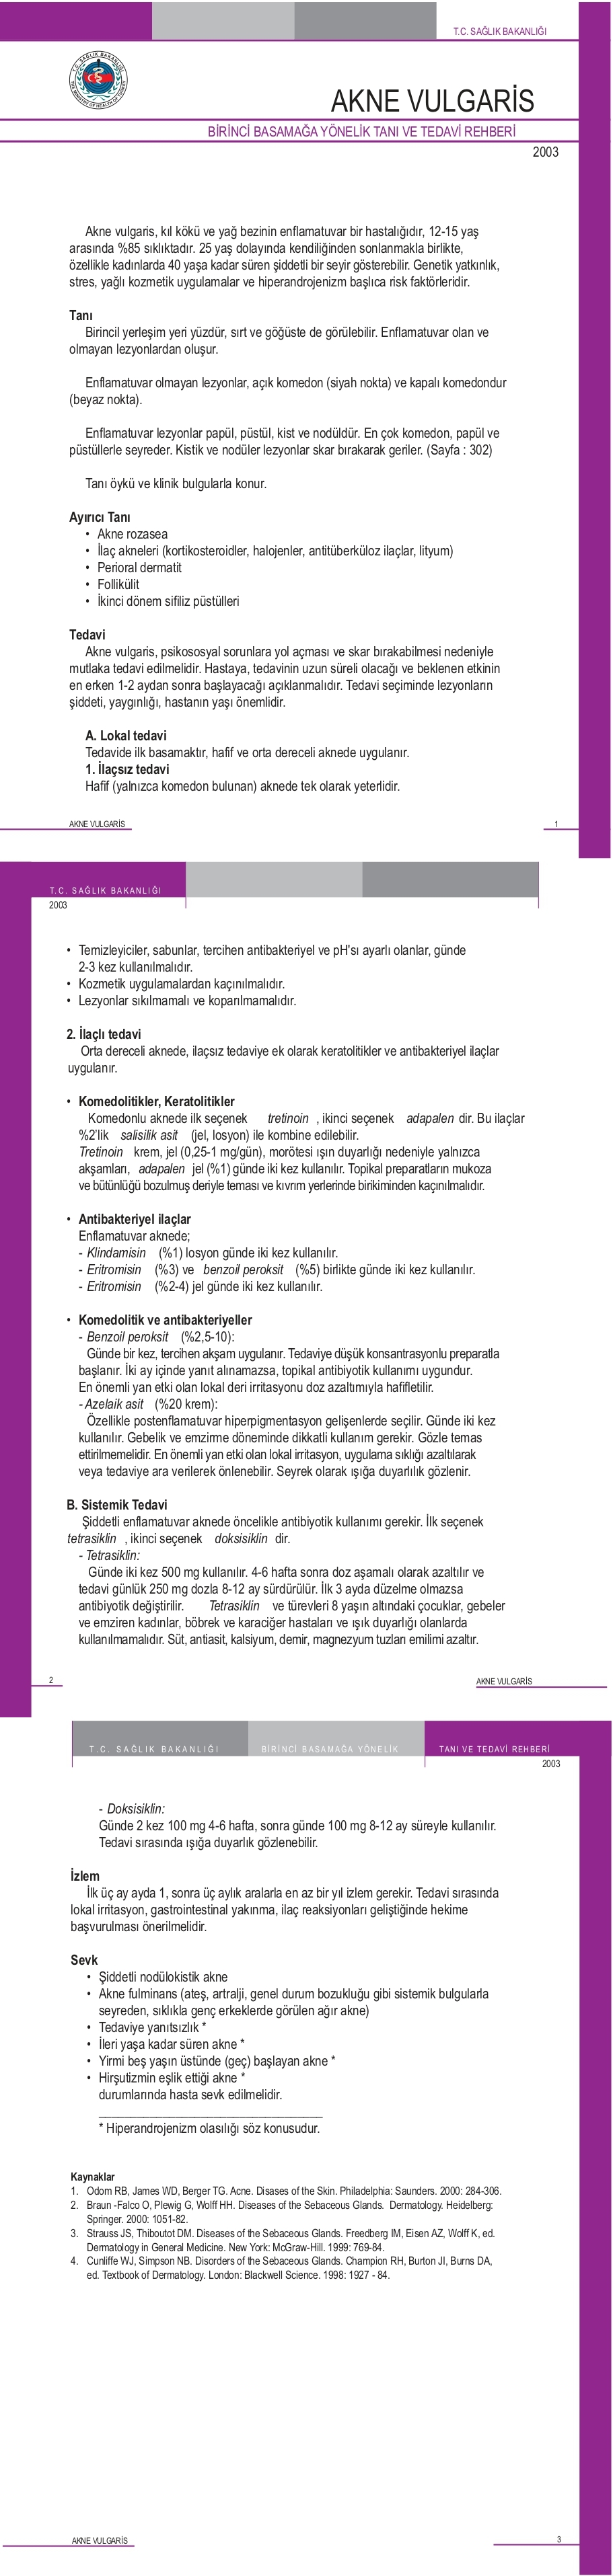 T.C. SAĞLIK BAKANLIĞI
T.C. SAĞLIK BAKANLIĞI
THE MINISTRY OF HEALTH OF TURKEY
AKNE VULGARİS
BİRİNCİ BASAMAĞA YÖNELİK TANI VE TEDAVİ REHBERİ
2003
Akne vulgaris, kıl kökü ve yağ bezinin enflamatuvar bir hastalığıdır, 12-15 yaş
arasında %85 sıklıktadır. 25 yaş dolayında kendiliğinden sonlanmakla birlikte,
özellikle kadınlarda 40 yaşa kadar süren şiddetli bir seyir gösterebilir. Genetik yatkınlık,
stres, yağlı kozmetik uygulamalar ve hiperandrojenizm başlıca risk faktörleridir.
Tanı
Birincil yerleşim yeri yüzdür, sırt ve göğüste de görülebilir. Enflamatuvar olan ve
olmayan lezyonlardan oluşur.
Enflamatuvar olmayan lezyonlar, açık komedon (siyah nokta) ve kapalı komedondur
(beyaz nokta).
Enflamatuvar lezyonlar papül, püstül, kist ve nodüldür. En çok komedon, papül ve
püstüllerle seyreder. Kistik ve nodüler lezyonlar skar bırakarak geriler. (Sayfa : 302)
Tanı öykü ve klinik bulgularla konur.
Ayırıcı Tanı
• Akne rozasea
• İlaç akneleri (kortikosteroidler, halojenler, antitüberküloz ilaçlar, lityum)
• Perioral dermatit
• Follikülit
• İkinci dönem sifiliz püstülleri
Tedavi
Akne vulgaris, psikososyal sorunlara yol açması ve skar bırakabilmesi nedeniyle
mutlaka tedavi edilmelidir. Hastaya, tedavinin uzun süreli olacağı ve beklenen etkinin
en erken 1-2 aydan sonra başlayacağı açıklanmalıdır. Tedavi seçiminde lezyonların
şiddeti, yaygınlığı, hastanın yaşı önemlidir.
A. Lokal tedavi
Tedavide ilk basamaktır, hafif ve orta dereceli aknede uygulanır.
1. İlaçsız tedavi
Hafif (yalnızca komedon bulunan) aknede tek olarak yeterlidir.
AKNE VULGARİS
1
T.C. SAĞLIK BAKANLIĞI
2003
• Temizleyiciler, sabunlar, tercihen antibakteriyel ve pH'sı ayarlı olanlar, günde
2-3 kez kullanılmalıdır.
• Kozmetik uygulamalardan kaçınılmalıdır.
• Lezyonlar sıkılmamalı ve koparılmamalıdır.
2. İlaçlı tedavi
Orta dereceli aknede, ilaçsız tedaviye ek olarak keratolitikler ve antibakteriyel ilaçlar
uygulanır.
• Komedolitikler, Keratolitikler
Komedonlu aknede ilk seçenek tretinoin , ikinci seçenek adapalen dir. Bu ilaçlar
%2'lik salisilik asit (jel, losyon) ile kombine edilebilir.
Tretinoin krem, jel (0,25-1 mg/gün), morötesi ışın duyarlığı nedeniyle yalnızca
akşamları, adapalen jel (%1) günde iki kez kullanılır. Topikal preparatların mukoza
ve bütünlüğü bozulmuş deriyle teması ve kıvrım yerlerinde birikiminden kaçınılmalıdır.
• Antibakteriyel ilaçlar
Enflamatuvar aknede;
- Klindamisin (%1) losyon günde iki kez kullanılır.
- Eritromisin (%3) ve benzoil peroksit (%5) birlikte günde iki kez kullanılır.
- Eritromisin (%2-4) jel günde iki kez kullanılır.
• Komedolitik ve antibakteriyeller
- Benzoil peroksit (%2,5-10):
Günde bir kez, tercihen akşam uygulanır. Tedaviye düşük konsantrasyonlu preparatla
başlanır. İki ay içinde yanıt alınamazsa, topikal antibiyotik kullanımı uygundur.
En önemli yan etki olan lokal deri irritasyonu doz azaltımıyla hafifletilir.
- Azelaik asit (%20 krem):
Özellikle postenflamatuvar hiperpigmentasyon gelişenlerde seçilir. Günde iki kez
kullanılır. Gebelik ve emzirme döneminde dikkatli kullanım gerekir. Gözle temas
ettirilmemelidir. En önemli yan etki olan lokal irritasyon, uygulama sıklığı azaltılarak
veya tedaviye ara verilerek önlenebilir. Seyrek olarak ışığa duyarlılık gözlenir.
B. Sistemik Tedavi
Şiddetli enflamatuvar aknede öncelikle antibiyotik kullanımı gerekir. İlk seçenek
tetrasiklin , ikinci seçenek doksisiklin dir.
- Tetrasiklin:
Günde iki kez 500 mg kullanılır. 4-6 hafta sonra doz aşamalı olarak azaltılır ve
tedavi günlük 250 mg dozla 8-12 ay sürdürülür. İlk 3 ayda düzelme olmazsa
antibiyotik değiştirilir. Tetrasiklin ve türevleri 8 yaşın altındaki çocuklar, gebeler
ve emziren kadınlar, böbrek ve karaciğer hastaları ve ışık duyarlığı olanlarda
kullanılmamalıdır. Süt, antiasit, kalsiyum, demir, magnezyum tuzları emilimi azaltır.
2
AKNE VULGARİS
T.C. SAĞLIK BAKANLIĞI BİRİNCİ BASAMAĞA YÖNELİK TANI VE TEDAVİ REHBERİ
2003
- Doksisiklin:
Günde 2 kez 100 mg 4-6 hafta, sonra günde 100 mg 8-12 ay süreyle kullanılır.
Tedavi sırasında ışığa duyarlık gözlenebilir.
İzlem
İlk üç ay ayda 1, sonra üç aylık aralarla en az bir yıl izlem gerekir. Tedavi sırasında
lokal irritasyon, gastrointestinal yakınma, ilaç reaksiyonları geliştiğinde hekime
başvurulması önerilmelidir.
Sevk
• Şiddetli nodülokistik akne
• Akne fulminans (ateş, artralji, genel durum bozukluğu gibi sistemik bulgularla
seyreden, sıklıkla genç erkeklerde görülen ağır akne)
• Tedaviye yanıtsızlık *
• İleri yaşa kadar süren akne *
• Yirmi beş yaşın üstünde (geç) başlayan akne *
• Hirşutizmin eşlik ettiği akne *
durumlarında hasta sevk edilmelidir.
* Hiperandrojenizm olasılığı söz konusudur.
Kaynaklar
1. Odom RB, James WD, Berger TG. Acne. Disases of the Skin. Philadelphia: Saunders. 2000: 284-306.
2. Braun -Falco O, Plewig G, Wolff HH. Diseases of the Sebaceous Glands. Dermatology. Heidelberg:
Springer. 2000: 1051-82.
3. Strauss JS, Thiboutot DM. Diseases of the Sebaceous Glands. Freedberg IM, Eisen AZ, Wolff K, ed.
Dermatology in General Medicine. New York: McGraw-Hill. 1999: 769-84.
4. Cunliffe WJ, Simpson NB. Disorders of the Sebaceous Glands. Champion RH, Burton JI, Burns DA,
ed. Textbook of Dermatology. London: Blackwell Science. 1998: 1927 - 84.
AKNE VULGARİS
3